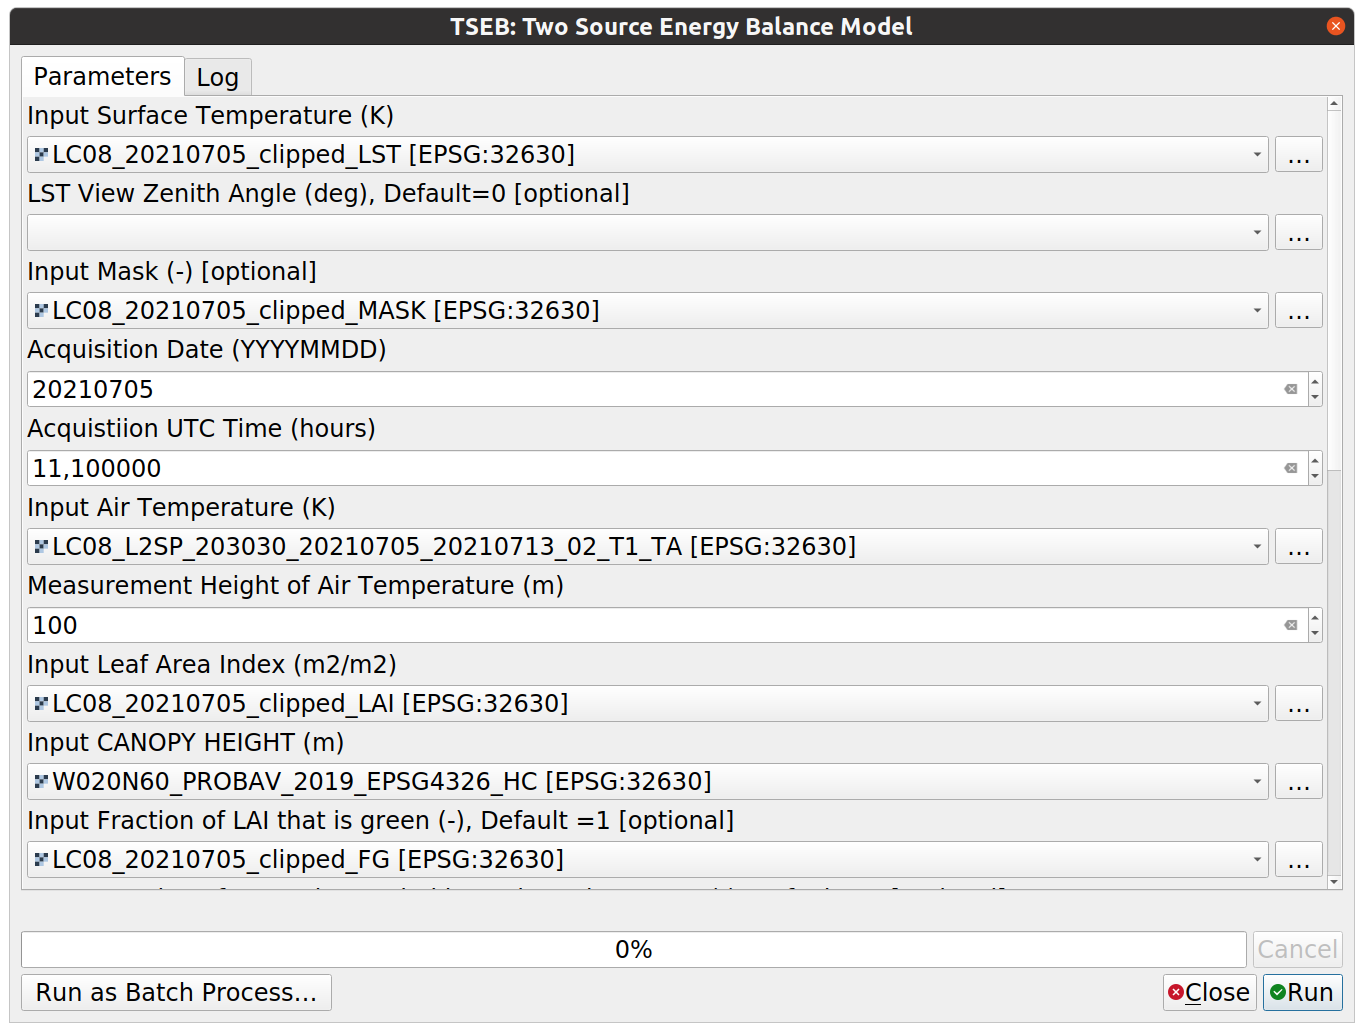 TSEB: Two Source Energy Balance Model
Parameters
Log
Input Surface Temperature (K)
LC08_20210705_clipped_LST [EPSG:32630]
...
LST View Zenith Angle (deg), Default=0 [optional]
...
Input Mask (-) [optional]
LC08_20210705_clipped_MASK [EPSG:32630]
...
Acquisition Date (YYYYMMDD)
20210705
Acquistiion UTC Time (hours)
11,100000
Input Air Temperature (K)
LC08_L2SP_203030_20210705_20210713_02_T1_TA [EPSG:32630]
...
Measurement Height of Air Temperature (m)
100
Input Leaf Area Index (m2/m2)
LC08_20210705_clipped_LAI [EPSG:32630]
...
Input CANOPY HEIGHT (m)
W020N60_PROBAV_2019_EPSG4326_HC [EPSG:32630]
...
Input Fraction of LAI that is green (-), Default =1 [optional]
LC08_20210705_clipped_FG [EPSG:32630]
...
0%
Cancel
Run as Batch Process...
Close
Run